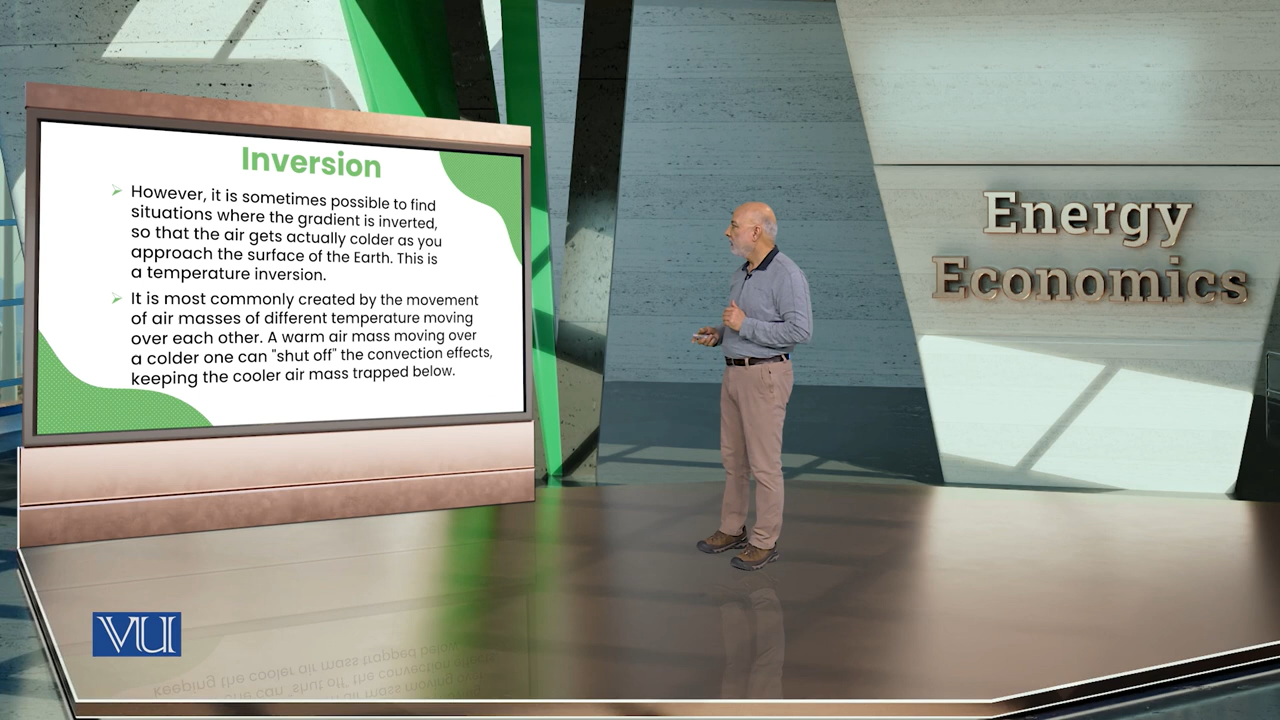 Inversion
However, it is sometimes possible to find
situations where the gradient is inverted,
so that the air gets actually colder as you
approach the surface of the Earth. This is
a temperature inversion.
It is most commonly created by the movement
of air masses of different temperature moving
over each other. A warm air mass moving over
a colder one can "shut off" the convection effects,
keeping the cooler air mass trapped below.
Energy
Economics
VU